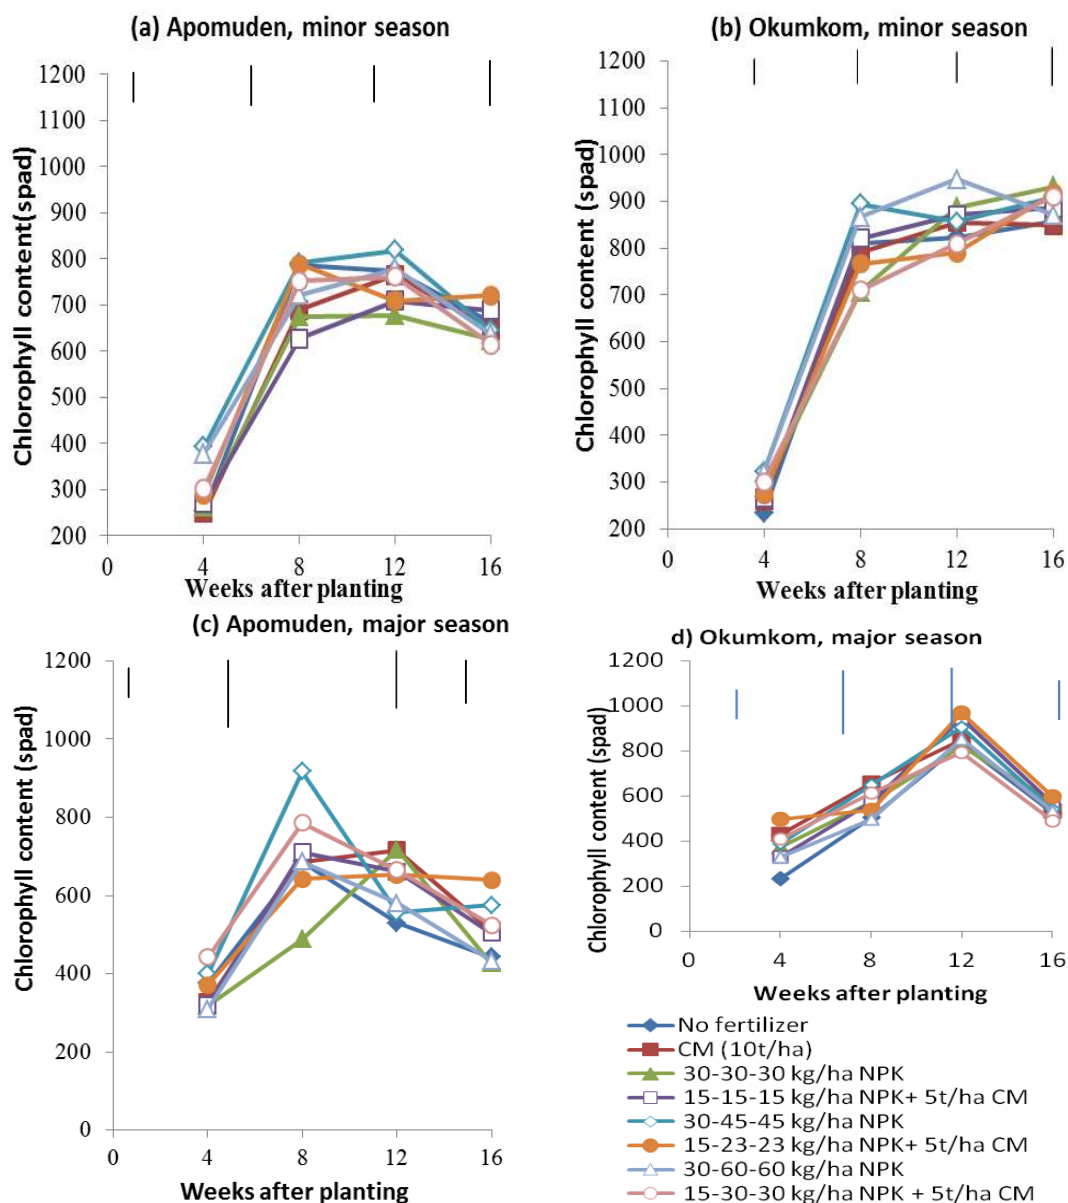 (a) Apomuden, minor season
1200
1100
1000
900
800
700
600
500
400
300
200
0 4 8 12 16
Chlorophyll content(spad)
Weeks after planting
(b) Okumkom, minor season
1200
1100
1000
900
800
700
600
500
400
300
200
0 4 8 12 16
Chlorophyll content (spad)
Weeks after planting
(c) Apomuden, major season
1200
1000
800
600
400
200
0
0 4 8 12 16
Chlorophyll content (spad)
Weeks after planting
d) Okumkom, major season
1200
1000
800
600
400
200
0
0 4 8 12 16
Chlorophyll content (spad)
Weeks after planting
No fertilizer
CM (10t/ha)
30-30-30 kg/ha NPK
15-15-15 kg/ha NPK+ 5t/ha CM
30-45-45 kg/ha NPK
15-23-23 kg/ha NPK+ 5t/ha CM
30-60-60 kg/ha NPK
15-30-30 kg/ha NPK + 5t/ha CM